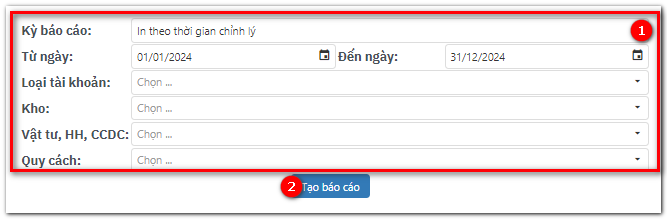 Kỳ báo cáo: In theo thời gian chỉnh lý 1
Từ ngày: 01/01/2024 Đến ngày: 31/12/2024
Loại tài khoản: Chọn ...
Kho: Chọn ...
Vật tư, HH, CCDC: Chọn ...
Quy cách: Chọn ...
2 Tạo báo cáo